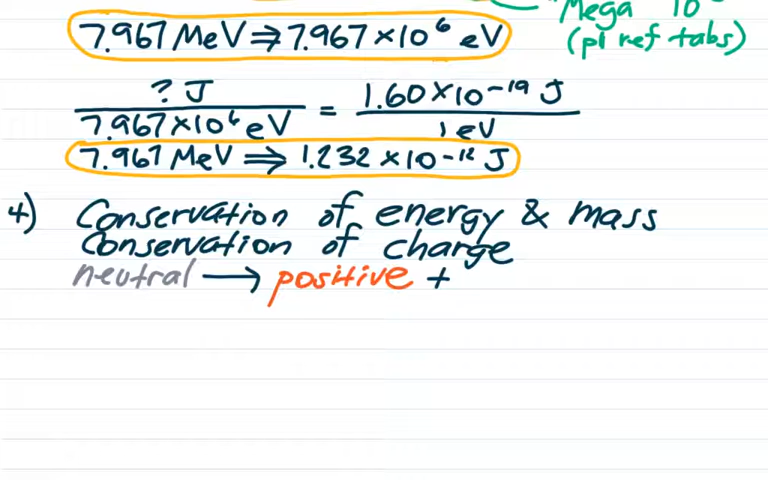 "Mega 10
7.967 MeV ⇒ 7.967 ×10⁶ eV
(p1 ref tabs)
? J / 7.967×10⁶ eV = 1.60×10⁻¹⁹ J / 1 eV
7.967 MeV ⇒ 1.232 ×10⁻¹² J
4) Conservation of energy & mass
Conservation of charge
neutral → positive +